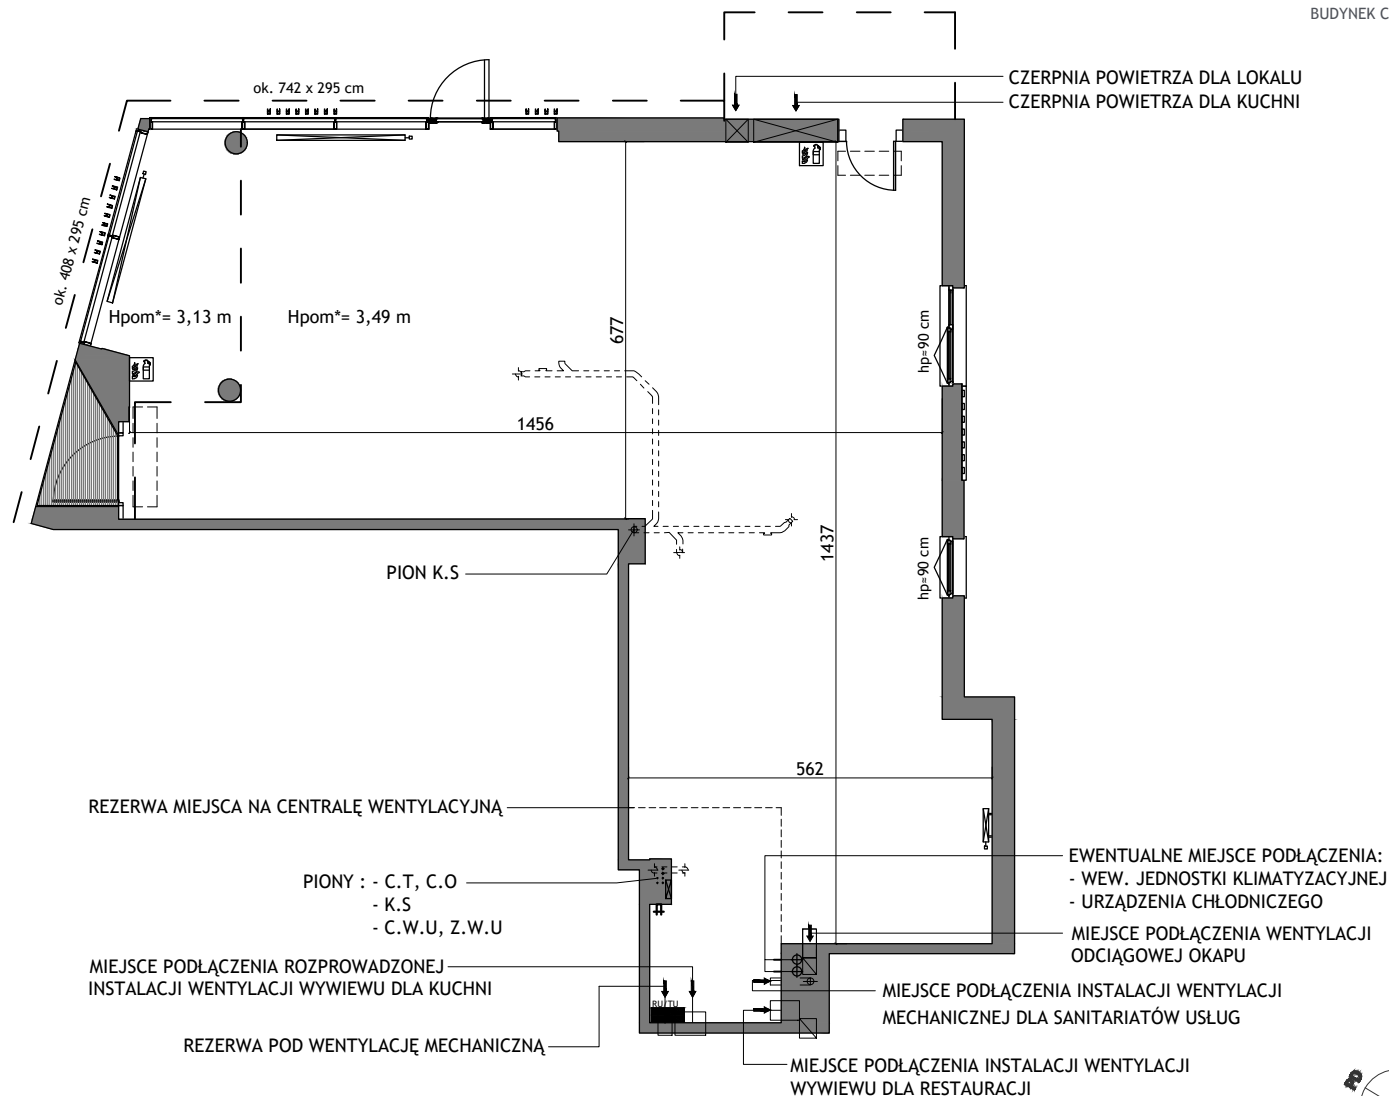 BUDYNEK C
CZERPNIA POWIETRZA DLA LOKALU
CZERPNIA POWIETRZA DLA KUCHNI
ok. 742 x 295 cm
ok. 408 x 295 cm
Hpom*= 3,13 m
Hpom*= 3,49 m
677
hp=90 cm
1456
1437
hp=90 cm
PION K.S
562
REZERWA MIEJSCA NA CENTRALĘ WENTYLACYJNĄ
EWENTUALNE MIEJSCE PODŁĄCZENIA:
- WEW. JEDNOSTKI KLIMATYZACYJNEJ
- URZĄDZENIA CHŁODNICZEGO
PIONY : - C.T, C.O
- K.S
- C.W.U, Z.W.U
MIEJSCE PODŁĄCZENIA WENTYLACJI
ODCIĄGOWEJ OKAPU
MIEJSCE PODŁĄCZENIA ROZPROWADZONEJ
INSTALACJI WENTYLACJI WYWIEWU DLA KUCHNI
MIEJSCE PODŁĄCZENIA INSTALACJI WENTYLACJI
MECHANICZNEJ DLA SANITARIATÓW USŁUG
RU/TU
REZERWA POD WENTYLACJĘ MECHANICZNĄ
MIEJSCE PODŁĄCZENIA INSTALACJI WENTYLACJI
WYWIEWU DLA RESTAURACJI
PD